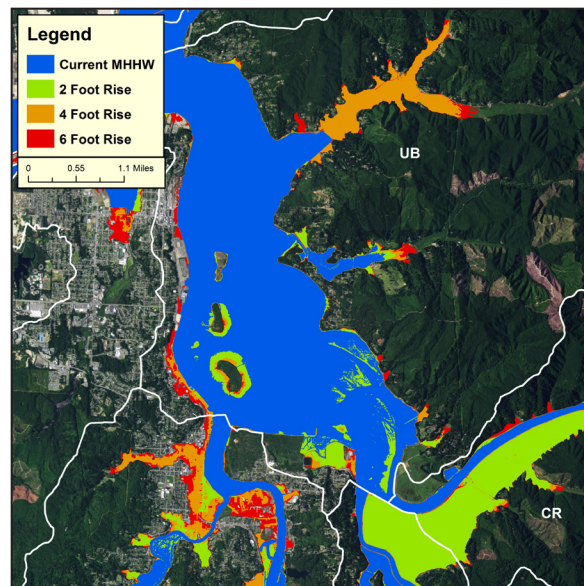 Legend
Current MHHW
2 Foot Rise
4 Foot Rise
6 Foot Rise
0 0.55 1.1 Miles
UB
CR